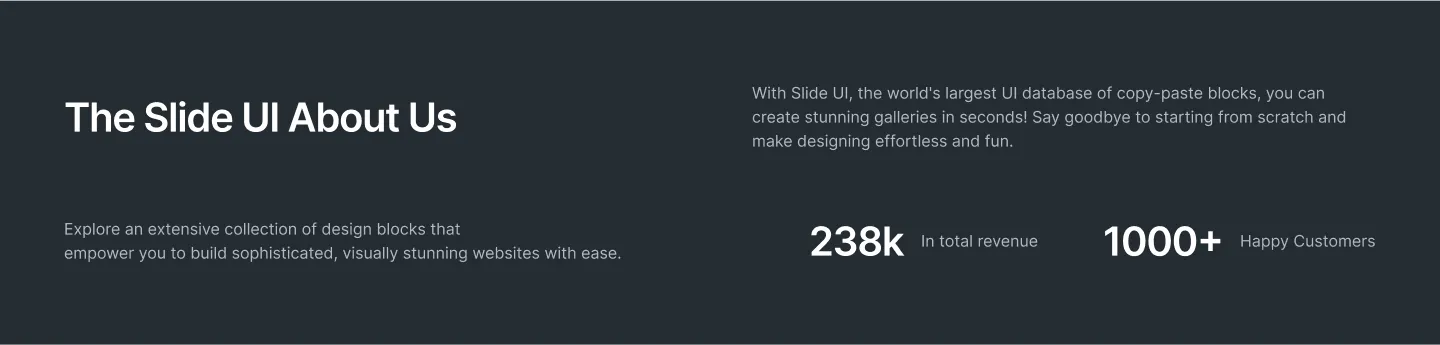 The Slide UI About Us
With Slide UI, the world's largest UI database of copy-paste blocks, you can
create stunning galleries in seconds! Say goodbye to starting from scratch and
make designing effortless and fun.
Explore an extensive collection of design blocks that
empower you to build sophisticated, visually stunning websites with ease.
238k In total revenue
1000+ Happy Customers